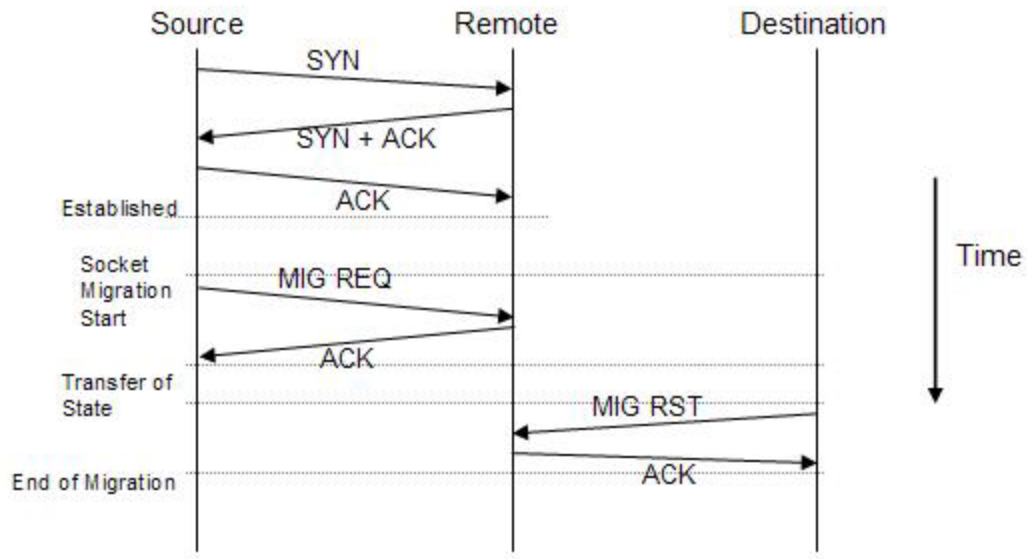 Source Remote Destination
SYN
SYN + ACK
ACK
Established
Time
Socket
Migration
Start
MIG REQ
ACK
Transfer of
State
MIG RST
ACK
End of Migration